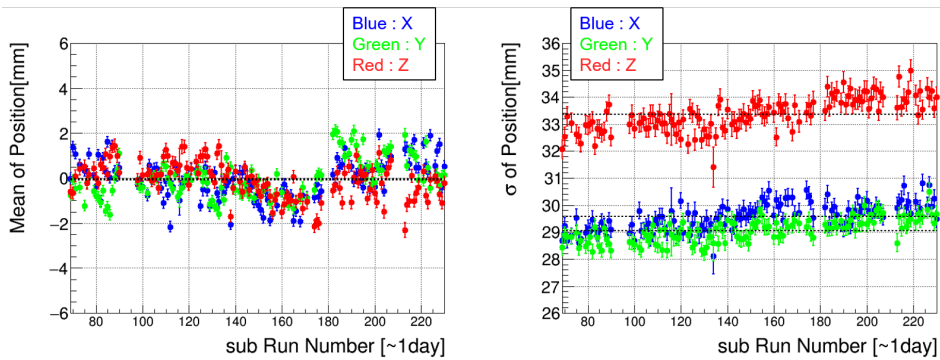 Blue : X
Green : Y
Red : Z
Mean of Position[mm]
6
4
2
0
−2
−4
−6
80 100 120 140 160 180 200 220
sub Run Number [~1day]
Blue : X
Green : Y
Red : Z
σ of Position[mm]
36
35
34
33
32
31
30
29
28
27
26
80 100 120 140 160 180 200 220
sub Run Number [~1day]